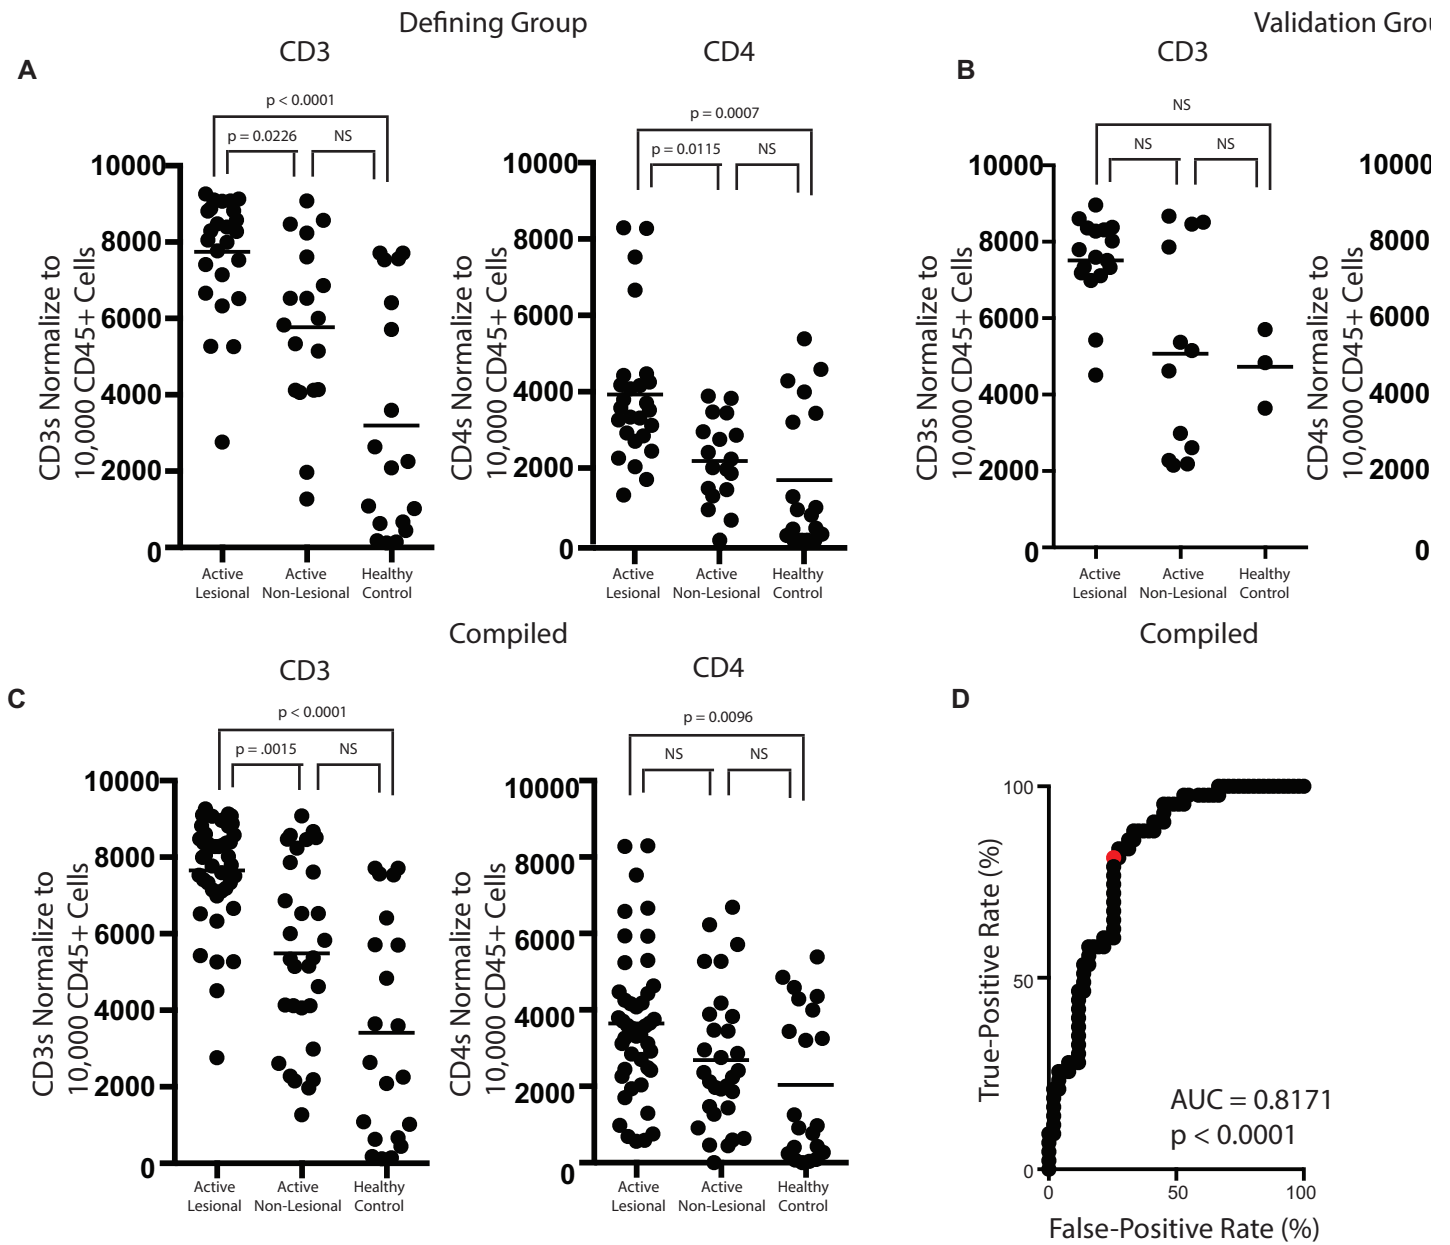 Defining Group
CD3
CD4
A
p < 0.0001
p = 0.0226
NS
CD3s Normalize to
10,000 CD45+ Cells
10000
8000
6000
4000
2000
0
Active
Lesional
Active
Non-Lesional
Healthy
Control
p = 0.0007
p = 0.0115
NS
CD4s Normalize to
10,000 CD45+ Cells
10000
8000
6000
4000
2000
0
Active
Lesional
Active
Non-Lesional
Healthy
Control
Validation Grou
CD3
B
NS
NS
NS
CD3s Normalize to
10,000 CD45+ Cells
10000
8000
6000
4000
2000
0
Active
Lesional
Active
Non-Lesional
Healthy
Control
CD4s Normalize to
10,000 CD45+ Cells
10000
8000
6000
4000
2000
0
Compiled
CD3
CD4
C
p < 0.0001
p = .0015
NS
CD3s Normalize to
10,000 CD45+ Cells
10000
8000
6000
4000
2000
0
Active
Lesional
Active
Non-Lesional
Healthy
Control
p = 0.0096
NS
NS
CD4s Normalize to
10,000 CD45+ Cells
10000
8000
6000
4000
2000
0
Active
Lesional
Active
Non-Lesional
Healthy
Control
Compiled
D
True-Positive Rate (%)
100
50
0
AUC = 0.8171
p < 0.0001
0
50
100
False-Positive Rate (%)